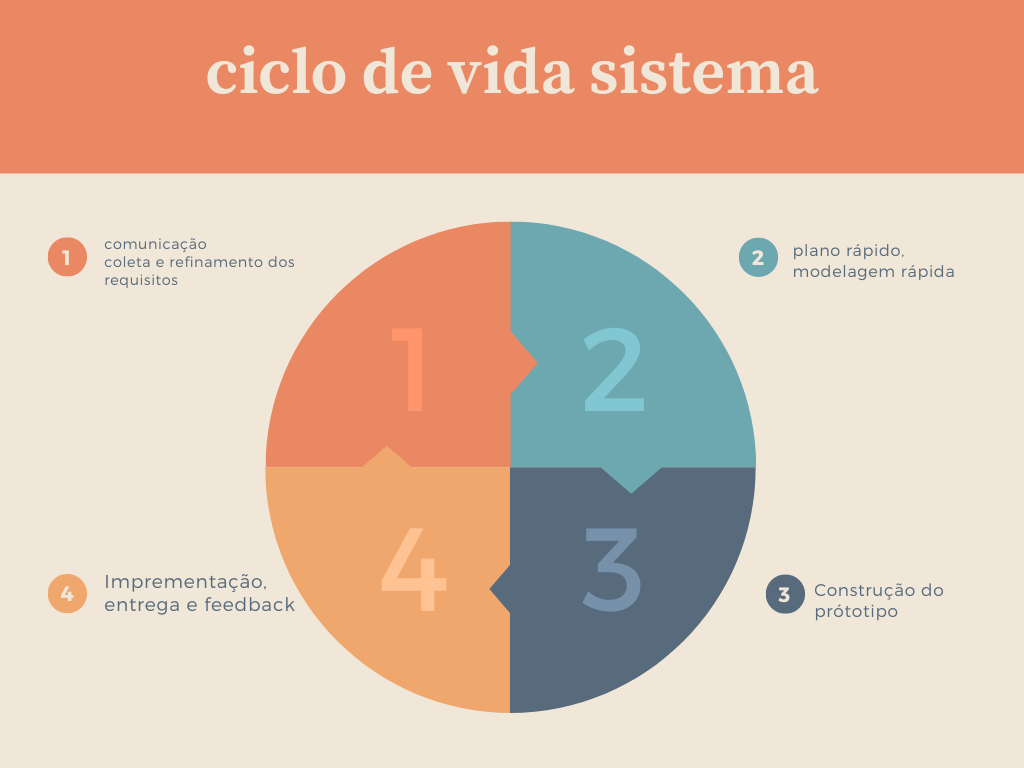 ciclo de vida sistema
1
comunicação
coleta e refinamento dos
requisitos
2
plano rápido,
modelagem rápida
1
2
4
3
4
Imprementação,
entrega e feedback
3
Construção do
prótotipo